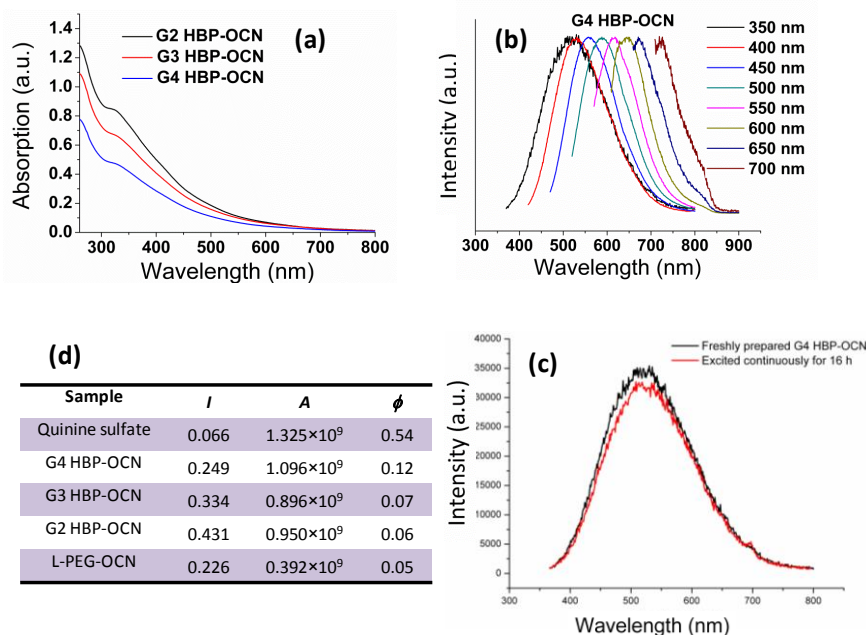 (a)
G2 HBP-OCN
G3 HBP-OCN
G4 HBP-OCN
Absorption (a.u.)
1.4
1.2
1.0
0.8
0.6
0.4
0.2
0.0
300 400 500 600 700 800
Wavelength (nm)
(b)
G4 HBP-OCN
350 nm
400 nm
450 nm
500 nm
550 nm
600 nm
650 nm
700 nm
Intensity (a.u.)
300 400 500 600 700 800 900
Wavelength (nm)
(d)
Sample I A ϕ
Quinine sulfate 0.066 1.325×10⁹ 0.54
G4 HBP-OCN 0.249 1.096×10⁹ 0.12
G3 HBP-OCN 0.334 0.896×10⁹ 0.07
G2 HBP-OCN 0.431 0.950×10⁹ 0.06
L-PEG-OCN 0.226 0.392×10⁹ 0.05
(c)
Freshly prepared G4 HBP-OCN
Excited continuously for 16 h
Intensity (a.u.)
40000
35000
30000
25000
20000
15000
10000
5000
0
300 400 500 600 700 800 900
Wavelength (nm)